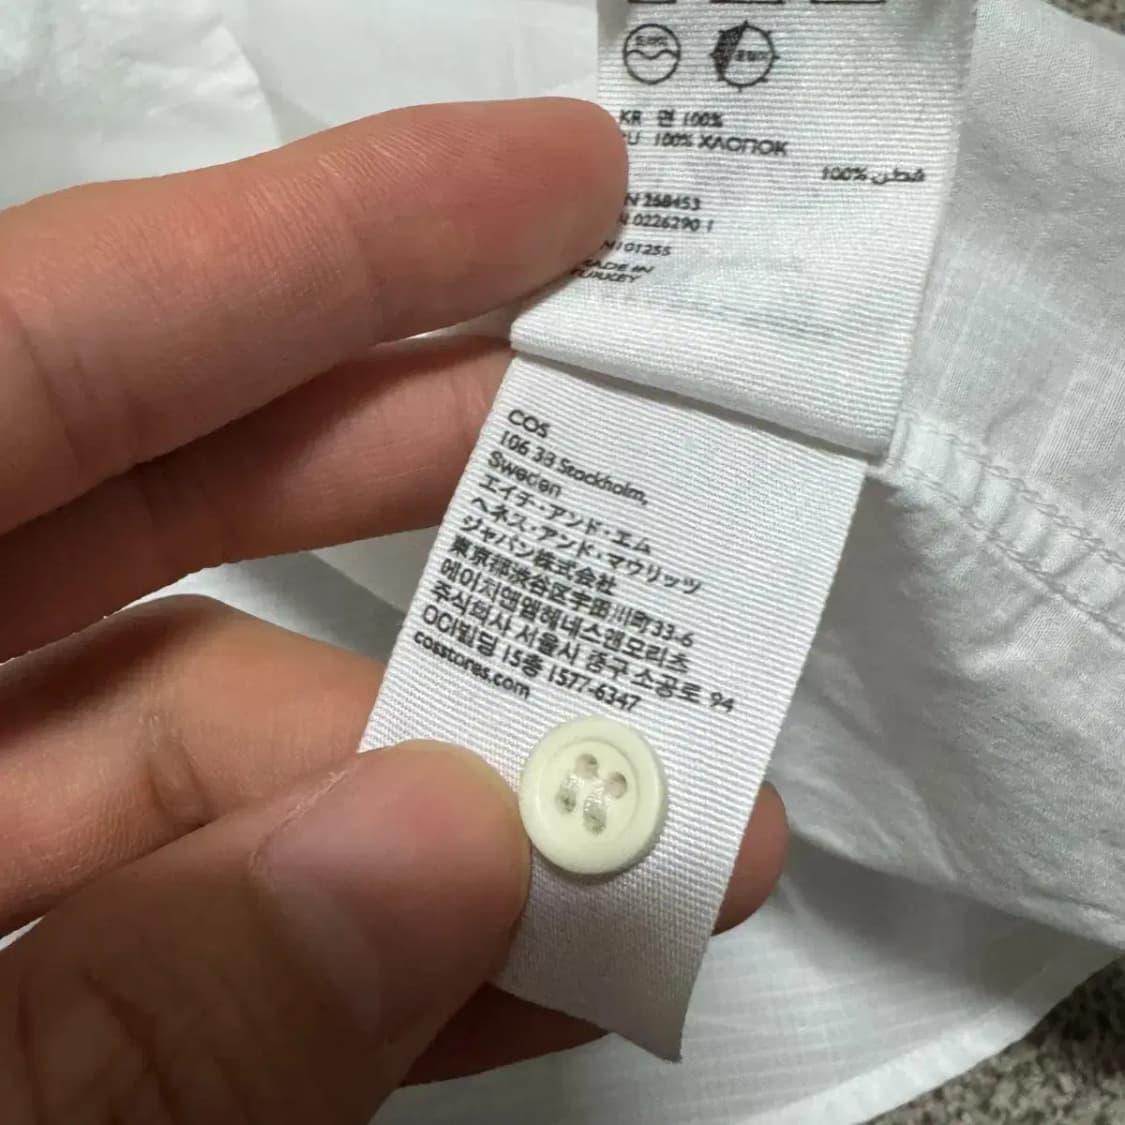 KR 면 100%
100% ХЛОПОК
100% قطن
268453
0226290 1
101255
MADE IN
TURKEY
COS
106 38 Stockholm,
Sweden
エイチ・アンド・エム
ヘネス・アンド・マウリッツ
ジャパン株式会社
東京都渋谷区宇田川町33-6
에이치앤엠헤네스앤모리츠
주식회사 서울시 중구 소공로 94
OCI빌딩 15층 1577-6347
cosstores.com